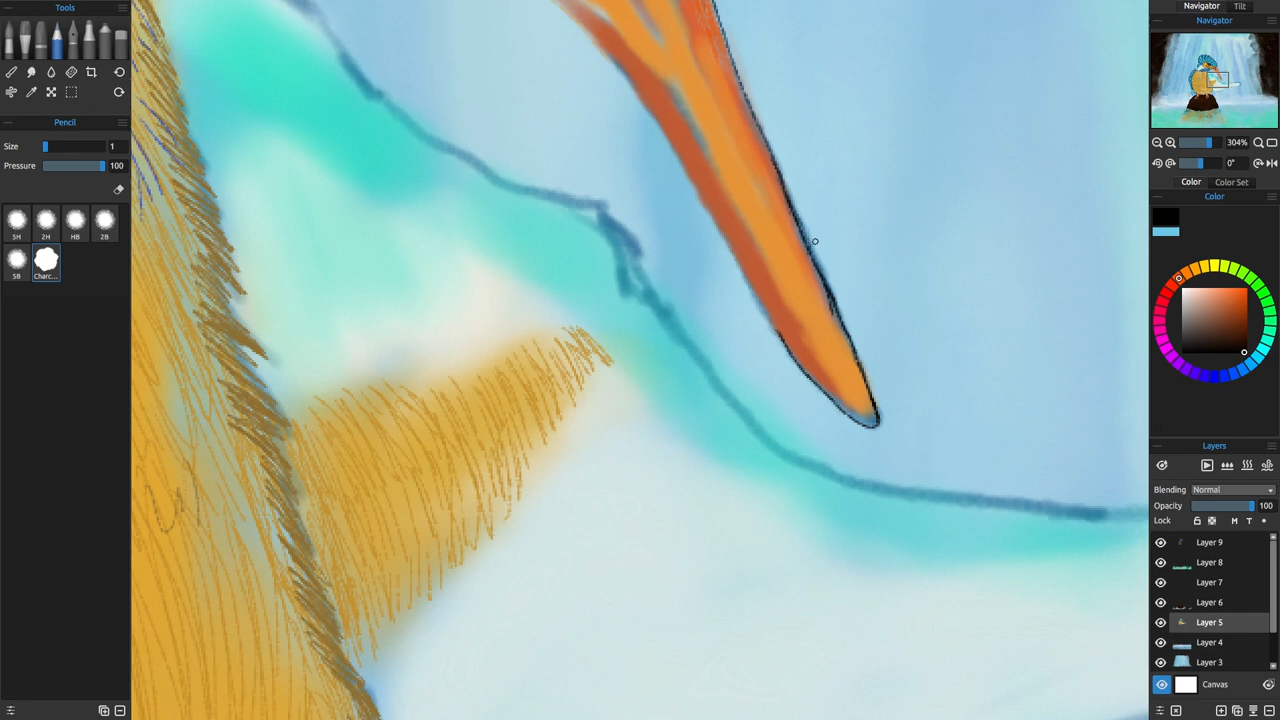 Tools
Pencil
Size 1
Pressure 100
5H 2H HB 2B
5B Charc...
Navigator Tilt
Navigator
304%
0°
Color Color Set
Color
Layers
Blending Normal
Opacity 100
Lock M T
Layer 9
Layer 8
Layer 7
Layer 6
Layer 5
Layer 4
Layer 3
Canvas